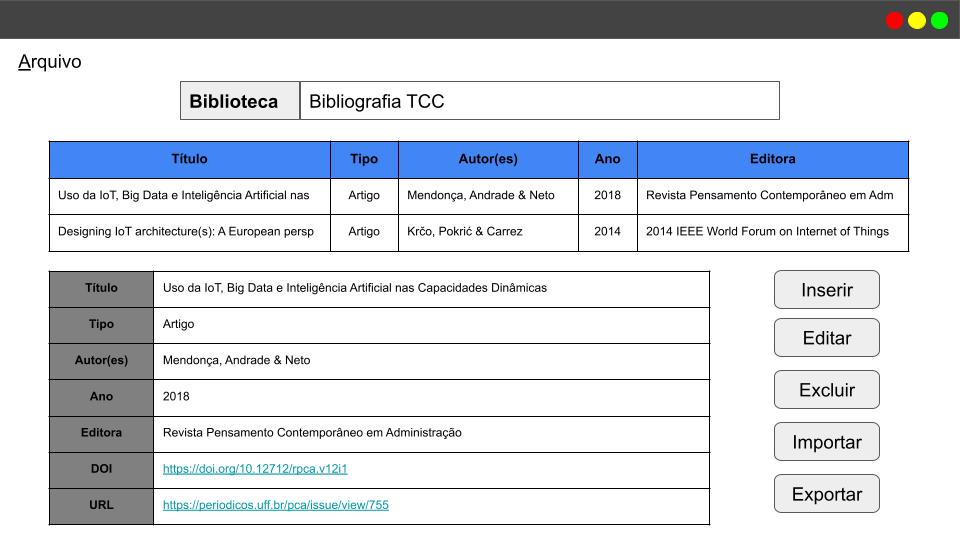 Arquivo
Biblioteca Bibliografia TCC
Título Tipo Autor(es) Ano Editora
Uso da IoT, Big Data e Inteligência Artificial nas Artigo Mendonça, Andrade & Neto 2018 Revista Pensamento Contemporâneo em Adm
Designing IoT architecture(s): A European persp Artigo Krčo, Pokrić & Carrez 2014 2014 IEEE World Forum on Internet of Things
Título Uso da IoT, Big Data e Inteligência Artificial nas Capacidades Dinâmicas
Tipo Artigo
Autor(es) Mendonça, Andrade & Neto
Ano 2018
Editora Revista Pensamento Contemporâneo em Administração
DOI https://doi.org/10.12712/rpca.v12i1
URL https://periodicos.uff.br/pca/issue/view/755
Inserir
Editar
Excluir
Importar
Exportar